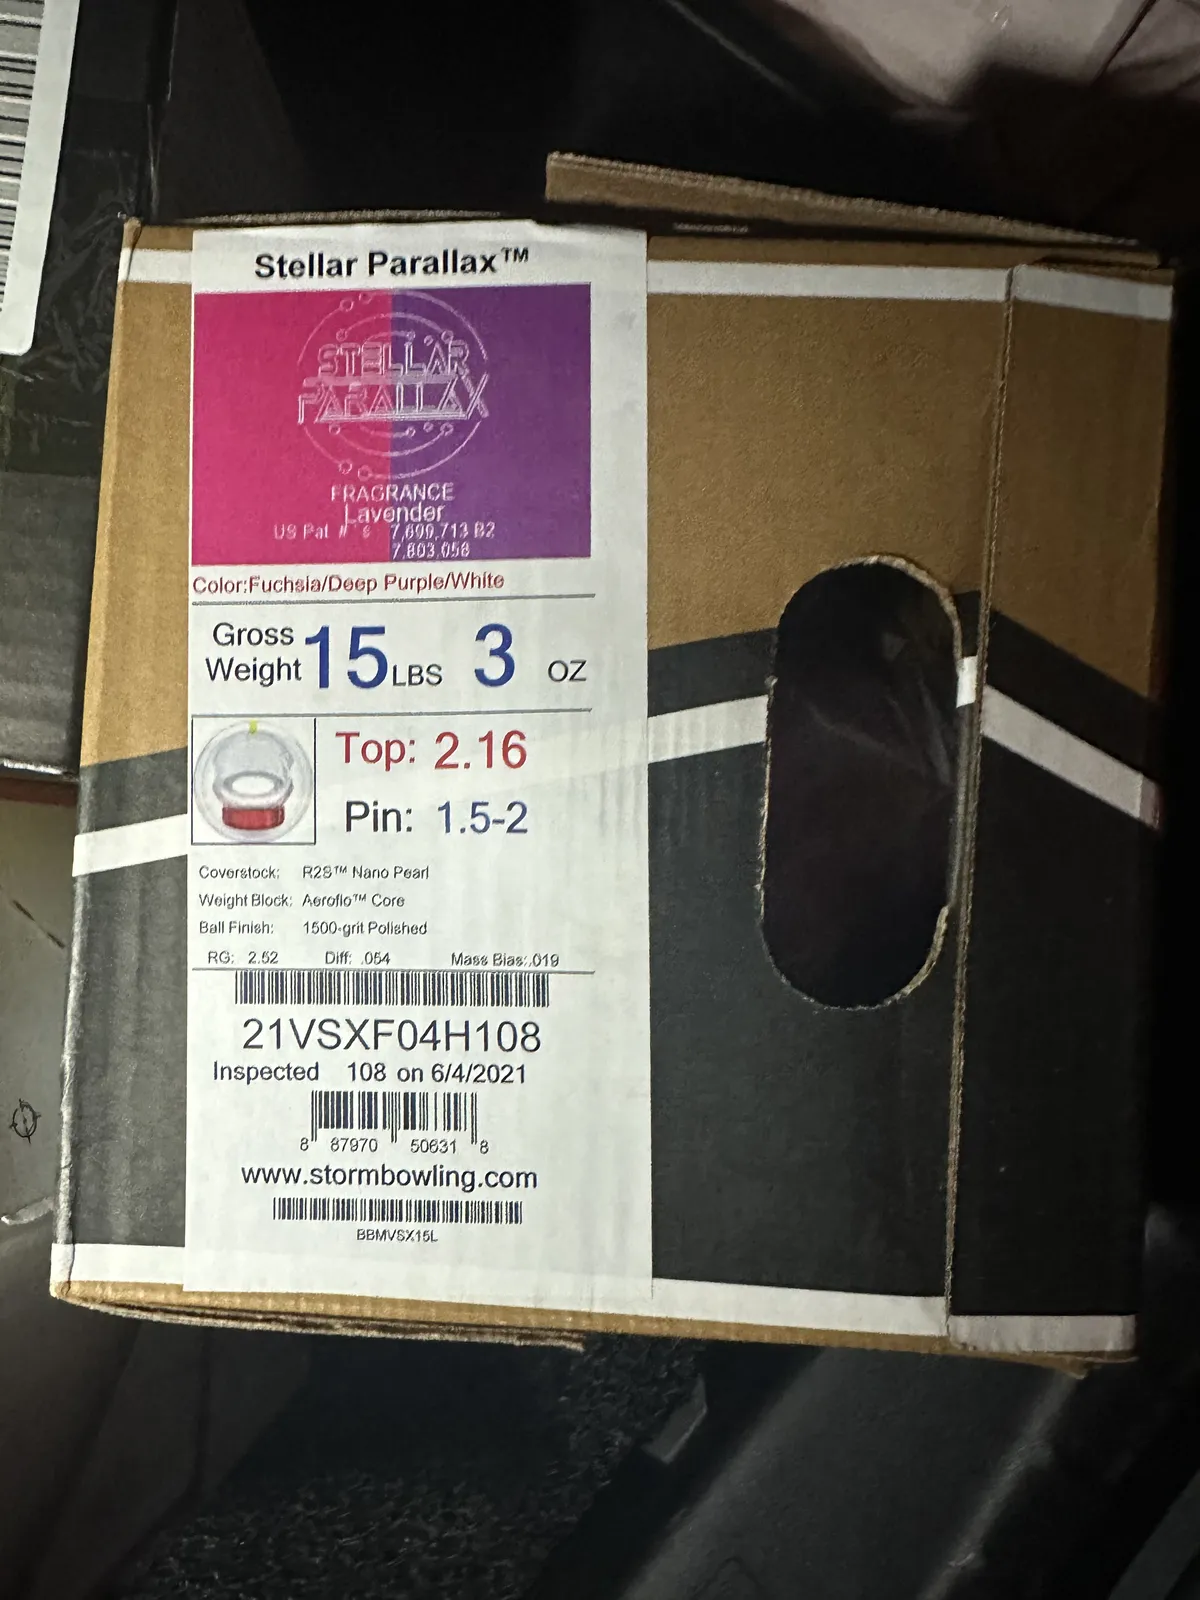 Stellar Parallax™
STELLAR
PARALLAX
FRAGRANCE
Lavender
US Pat # s 7,699,713 B2
7,803,058
Color:Fuchsia/Deep Purple/White
Gross Weight 15 LBS 3 OZ
Top: 2.16
Pin: 1.5-2
Coverstock: R2S™ Nano Pearl
Weight Block: Aeroflo™ Core
Ball Finish: 1500-grit Polished
RG: 2.52 Diff: .054 Mass Bias:.019
21VSXF04H108
Inspected 108 on 6/4/2021
8 87970 50631 8
www.stormbowling.com
BBMVSX15L